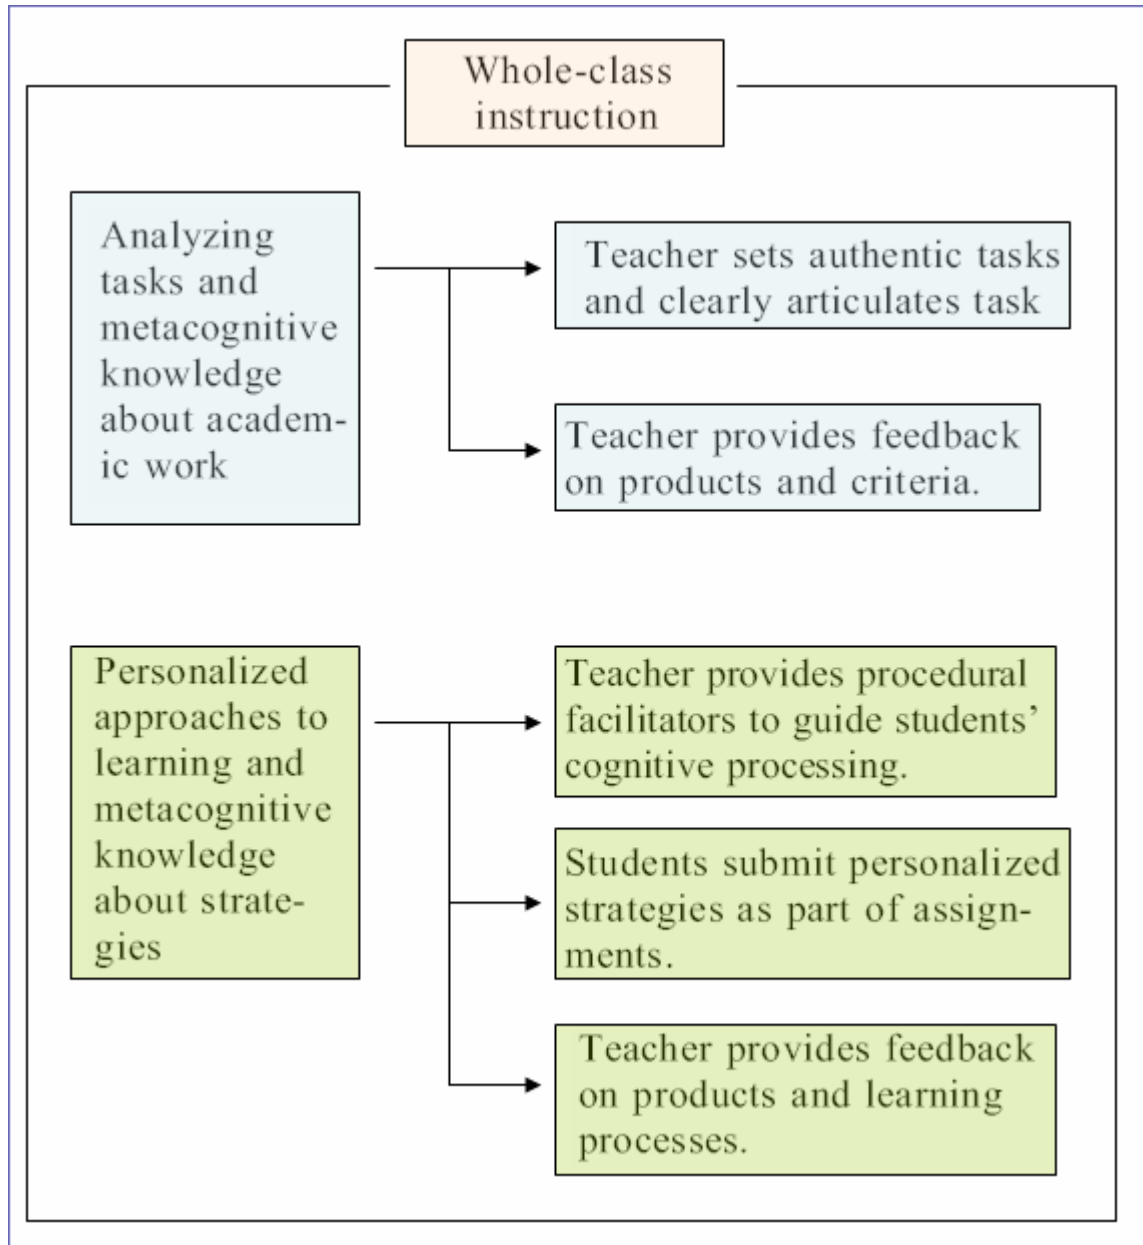 Whole-class
instruction
Analyzing
tasks and
metacognitive
knowledge
about academ-
ic work
Teacher sets authentic tasks
and clearly articulates task
Teacher provides feedback
on products and criteria.
Personalized
approaches to
learning and
metacognitive
knowledge
about strate-
gies
Teacher provides procedural
facilitators to guide students’
cognitive processing.
Students submit personalized
strategies as part of assign-
ments.
Teacher provides feedback
on products and learning
processes.